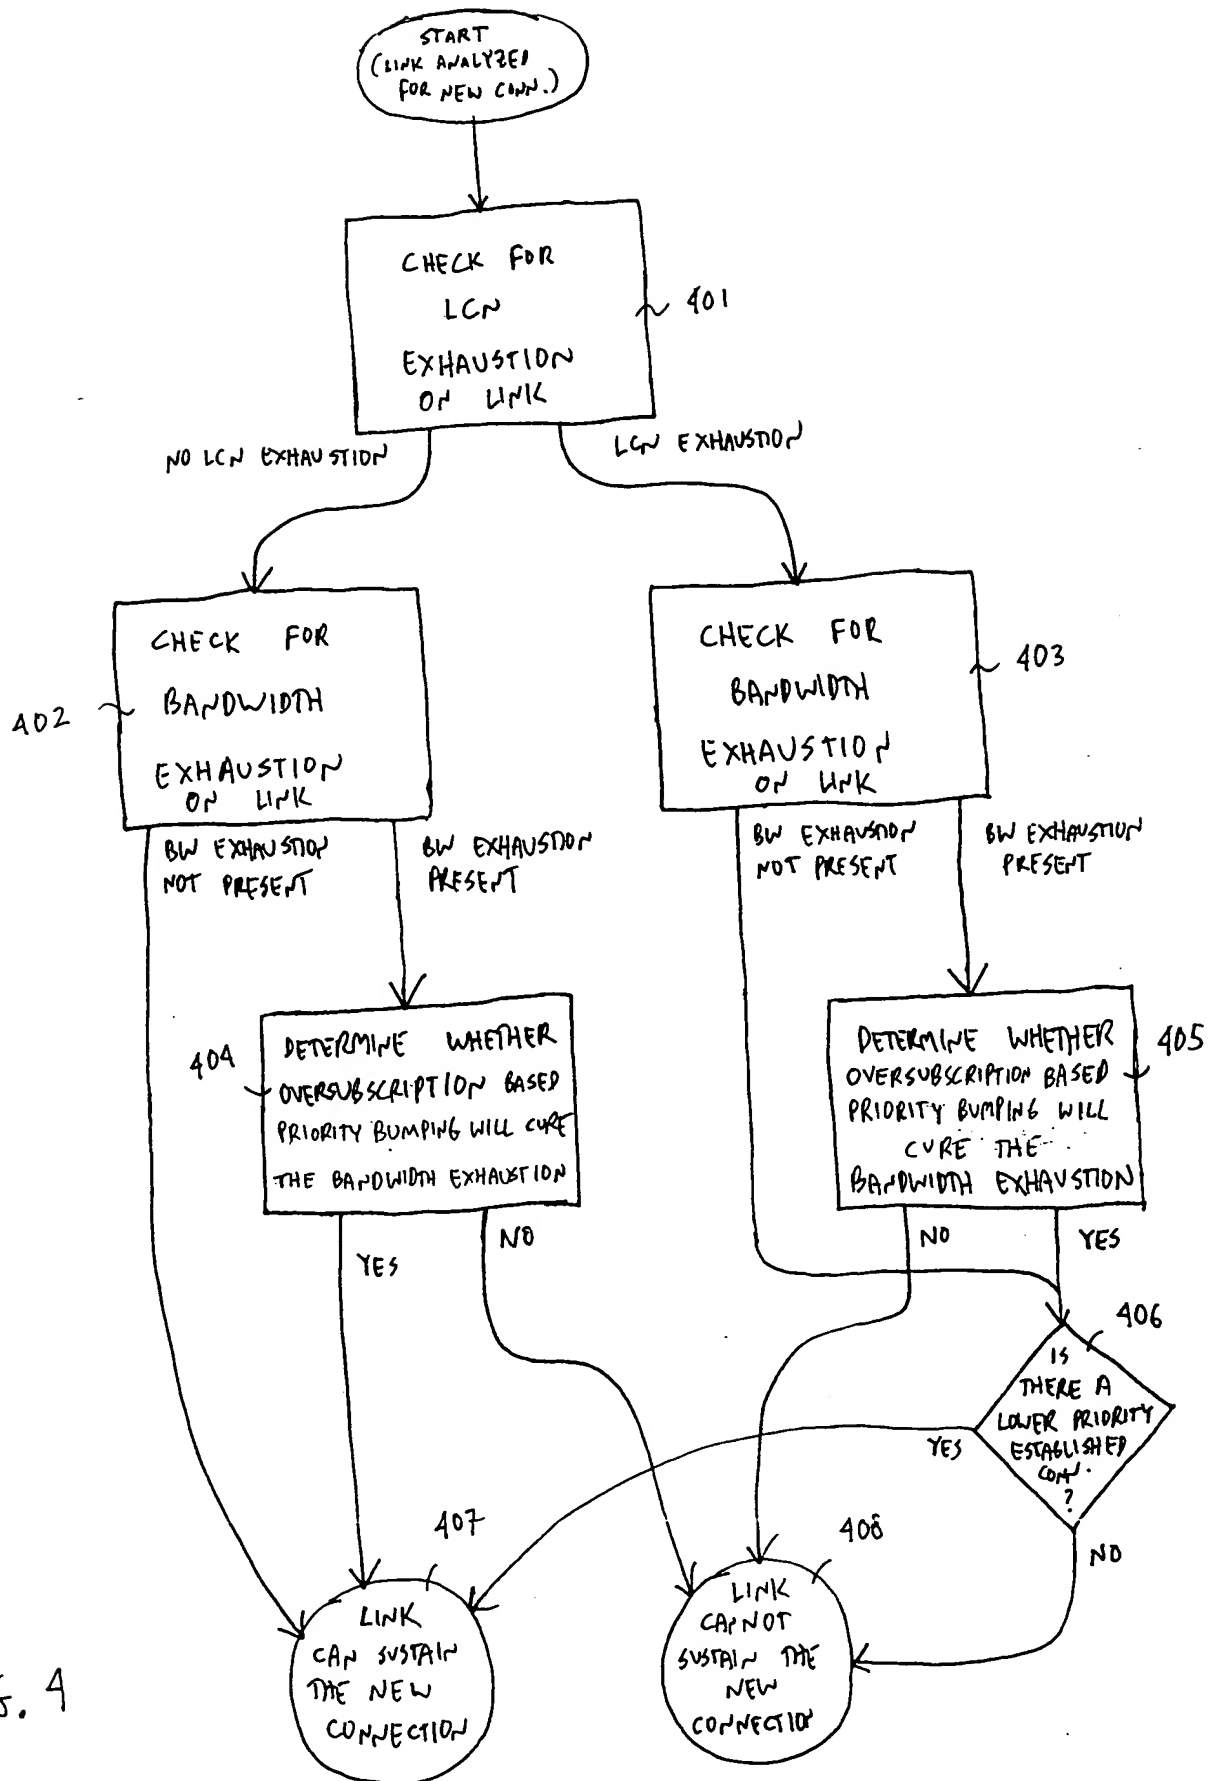 START
(LINK ANALYZED
FOR NEW CONN.)
CHECK FOR
LCN
EXHAUSTION
ON LINK
401
NO LCN EXHAUSTION
LCN EXHAUSTION
CHECK FOR
BANDWIDTH
EXHAUSTION
ON LINK
402
CHECK FOR
BANDWIDTH
EXHAUSTION
ON LINK
403
BW EXHAUSTION
NOT PRESENT
BW EXHAUSTION
PRESENT
BW EXHAUSTION
NOT PRESENT
BW EXHAUSTION
PRESENT
404
DETERMINE WHETHER
OVERSUBSCRIPTION BASED
PRIORITY BUMPING WILL CURE
THE BANDWIDTH EXHAUSTION
DETERMINE WHETHER
OVERSUBSCRIPTION BASED
PRIORITY BUMPING WILL
CURE THE
BANDWIDTH EXHAUSTION
405
YES
NO
NO
YES
406
IS
THERE A
LOWER PRIORITY
ESTABLISHED
CONN.
?
YES
NO
407
LINK
CAN SUSTAIN
THE NEW
CONNECTION
408
LINK
CANNOT
SUSTAIN THE
NEW
CONNECTION
G. 4